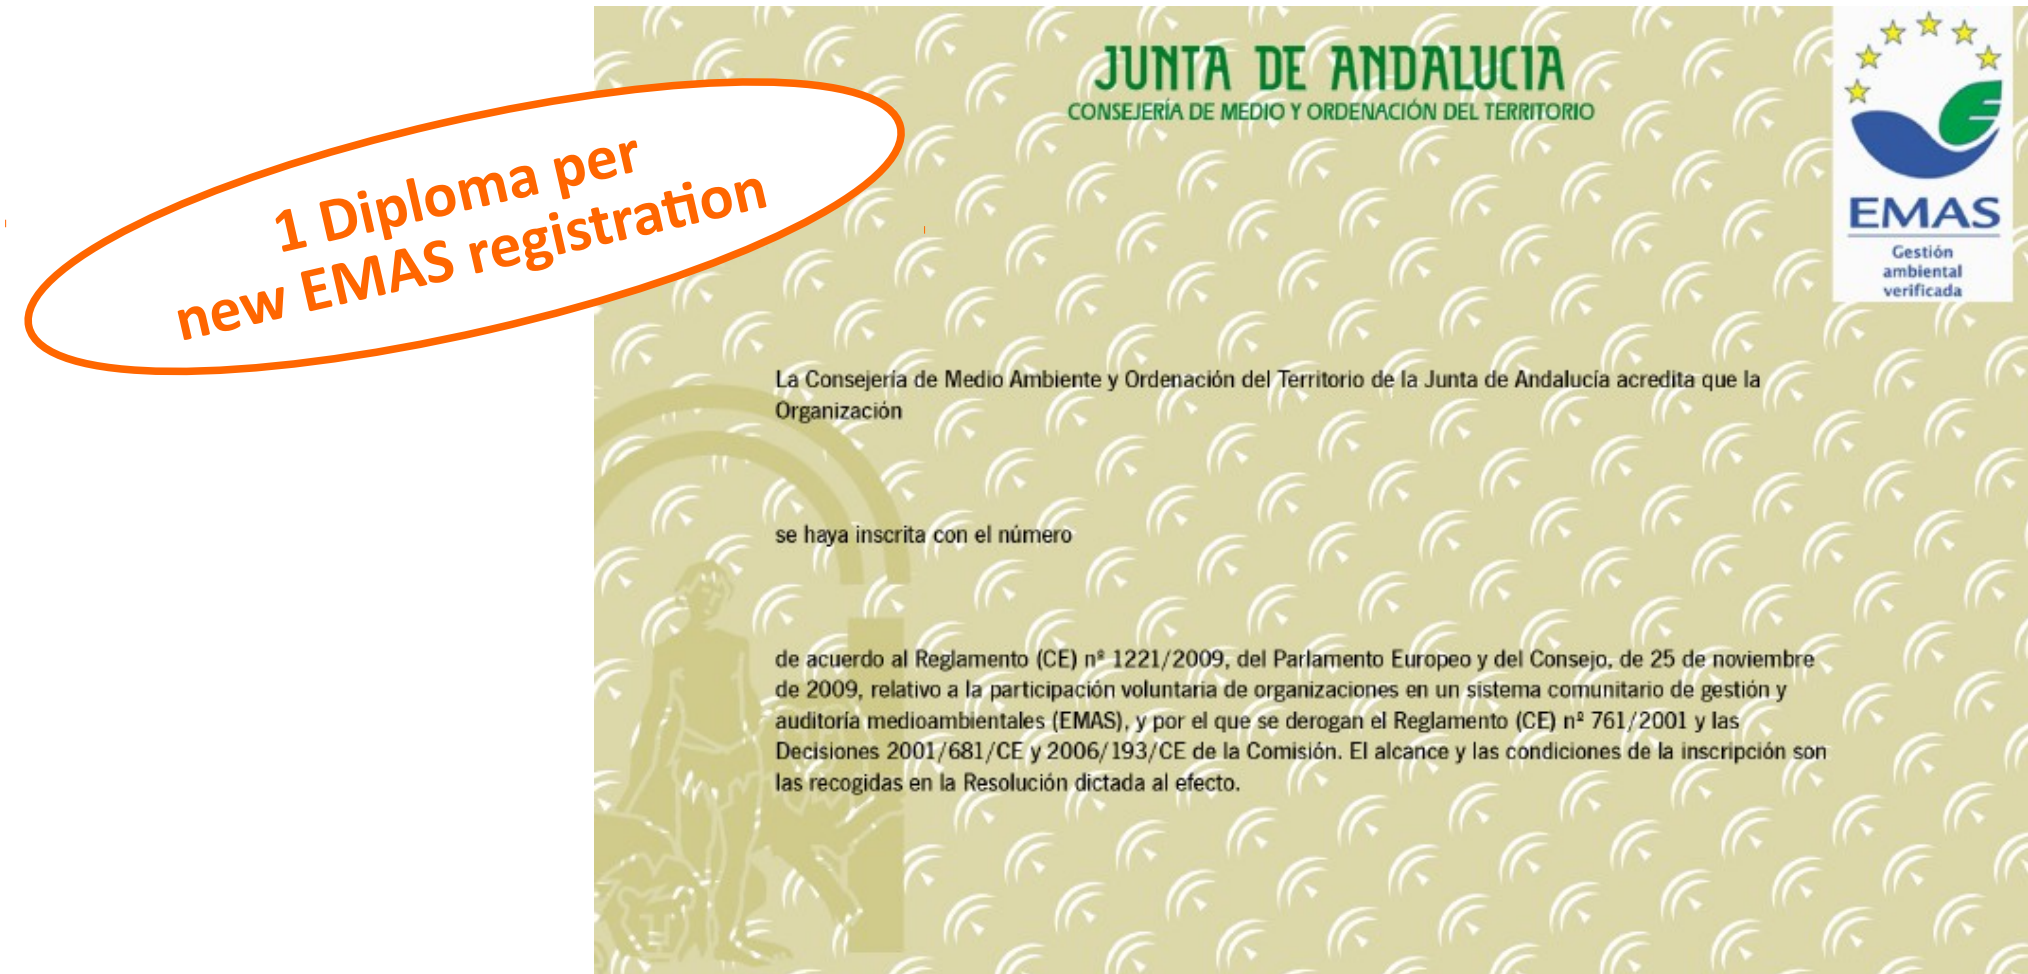 1 Diploma per
new EMAS registration
JUNTA DE ANDALUCIA
CONSEJERÍA DE MEDIO Y ORDENACIÓN DEL TERRITORIO
EMAS
Gestión
ambiental
verificada
La Consejería de Medio Ambiente y Ordenación del Territorio de la Junta de Andalucía acredita que la
Organización
se haya inscrita con el número
de acuerdo al Reglamento (CE) nº 1221/2009, del Parlamento Europeo y del Consejo, de 25 de noviembre
de 2009, relativo a la participación voluntaria de organizaciones en un sistema comunitario de gestión y
auditoría medioambientales (EMAS), y por el que se derogan el Reglamento (CE) nº 761/2001 y las
Decisiones 2001/681/CE y 2006/193/CE de la Comisión. El alcance y las condiciones de la inscripción son
las recogidas en la Resolución dictada al efecto.